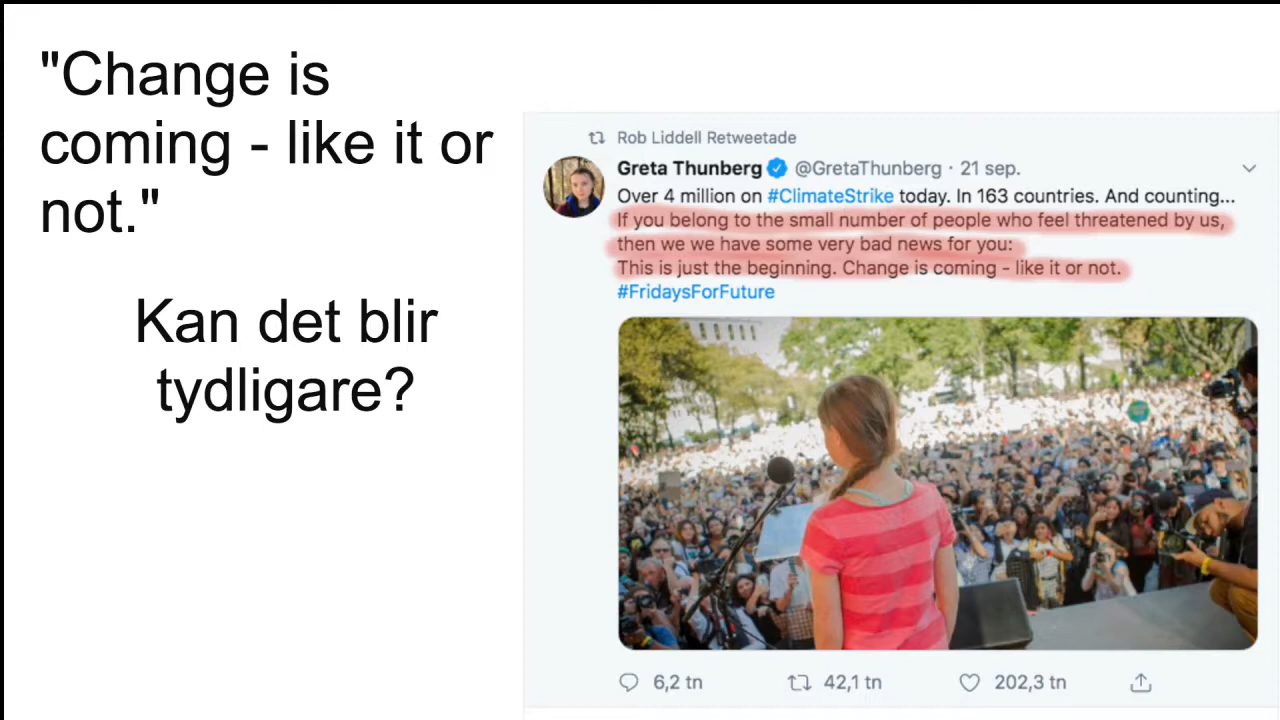 "Change is
coming - like it or
not."
Kan det blir
tydligare?
Rob Liddell Retweetade
Greta Thunberg @GretaThunberg · 21 sep.
Over 4 million on #ClimateStrike today. In 163 countries. And counting...
If you belong to the small number of people who feel threatened by us,
then we we have some very bad news for you:
This is just the beginning. Change is coming - like it or not.
#FridaysForFuture
6,2 tn 42,1 tn 202,3 tn